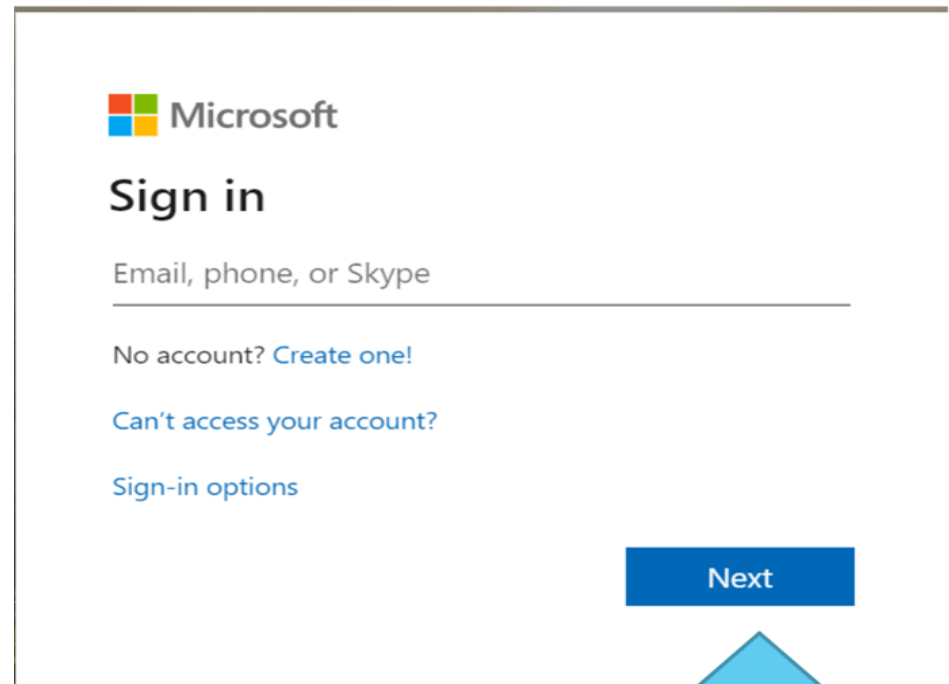 Microsoft
Sign in
Email, phone, or Skype
No account? Create one!
Can't access your account?
Sign-in options
Next